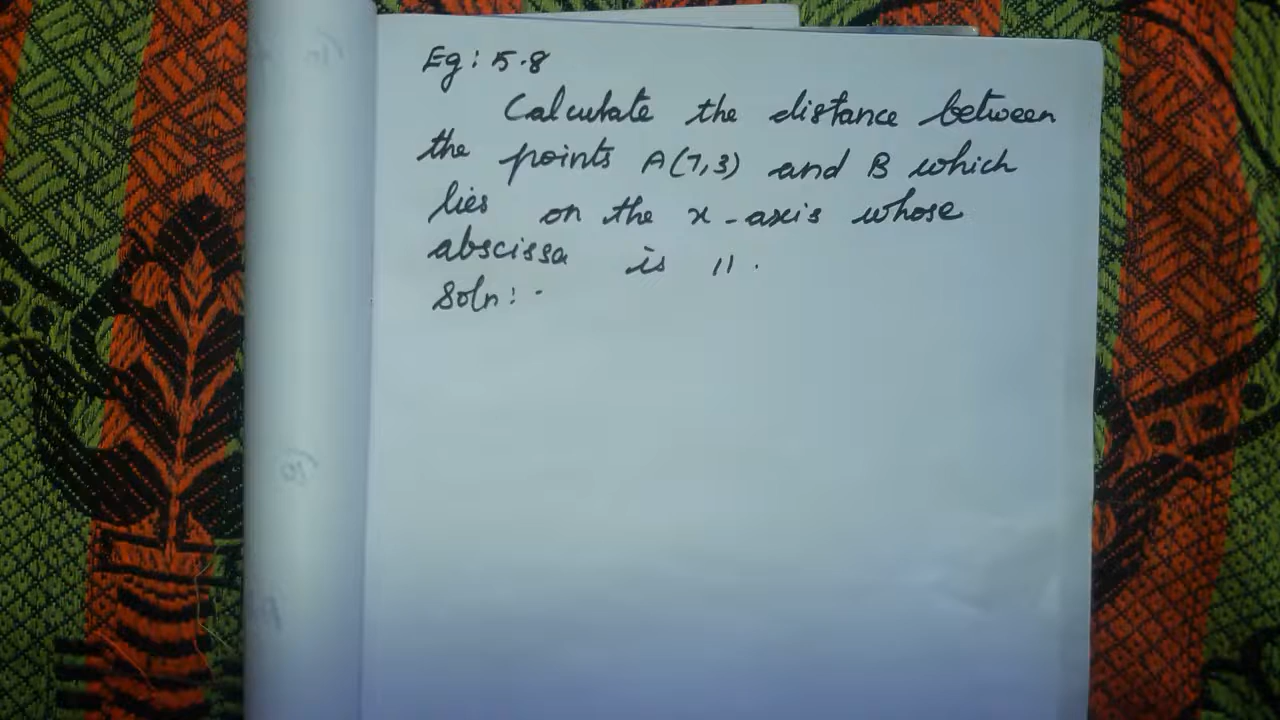 Eg: 5.8
Calculate the distance between
the points A(7,3) and B which
lies on the x-axis whose
abscissa is 11.
Soln:-